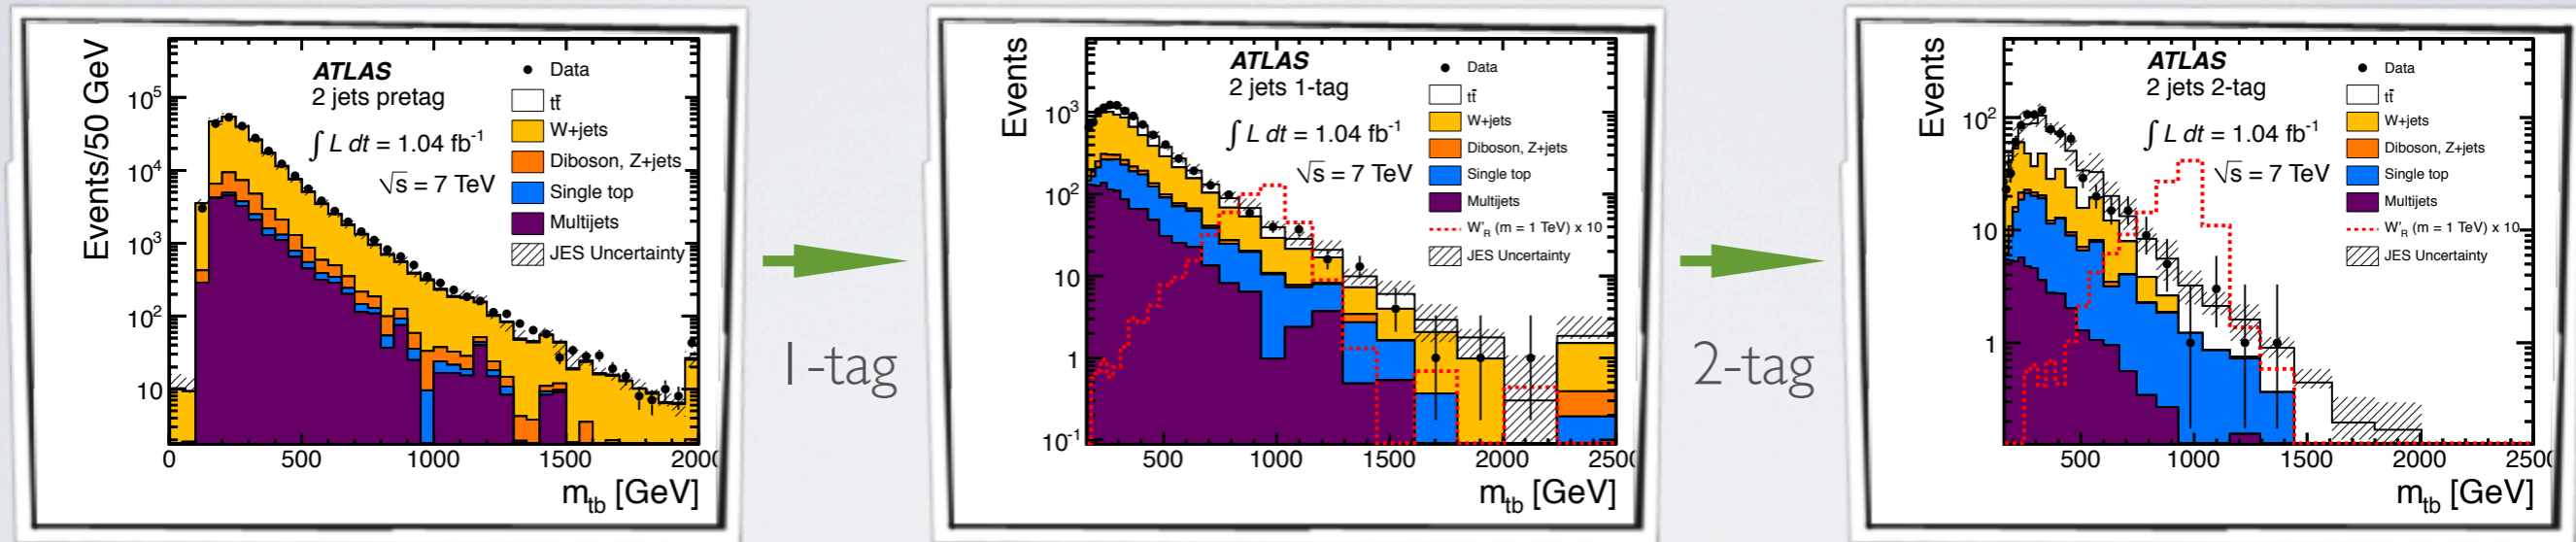 Events/50 GeV
10⁵
10⁴
10³
10²
10
ATLAS
2 jets pretag
∫ L dt = 1.04 fb⁻¹
√s = 7 TeV
Data
tt̄
W+jets
Diboson, Z+jets
Single top
Multijets
JES Uncertainty
0 500 1000 1500 2000
m_tb [GeV]
1-tag
Events
10³
10²
10
1
10⁻¹
ATLAS
2 jets 1-tag
∫ L dt = 1.04 fb⁻¹
√s = 7 TeV
Data
tt̄
W+jets
Diboson, Z+jets
Single top
Multijets
W'_R (m = 1 TeV) x 10
JES Uncertainty
500 1000 1500 2000 2500
m_tb [GeV]
2-tag
Events
10²
10
1
ATLAS
2 jets 2-tag
∫ L dt = 1.04 fb⁻¹
√s = 7 TeV
Data
tt̄
W+jets
Diboson, Z+jets
Single top
Multijets
W'_R (m = 1 TeV) x 10
JES Uncertainty
500 1000 1500 2000 2500
m_tb [GeV]